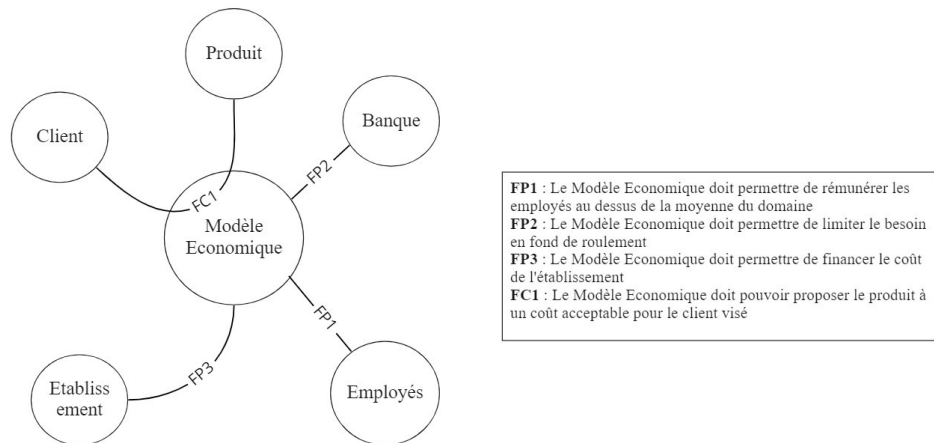 Produit
Banque
Client
FP2
FC1
Modèle
Economique
FP1
FP3
Etabliss
ement
Employés
FP1 : Le Modèle Economique doit permettre de rémunérer les
employés au dessus de la moyenne du domaine
FP2 : Le Modèle Economique doit permettre de limiter le besoin
en fond de roulement
FP3 : Le Modèle Economique doit permettre de financer le coût
de l'établissement
FC1 : Le Modèle Economique doit pouvoir proposer le produit à
un coût acceptable pour le client visé